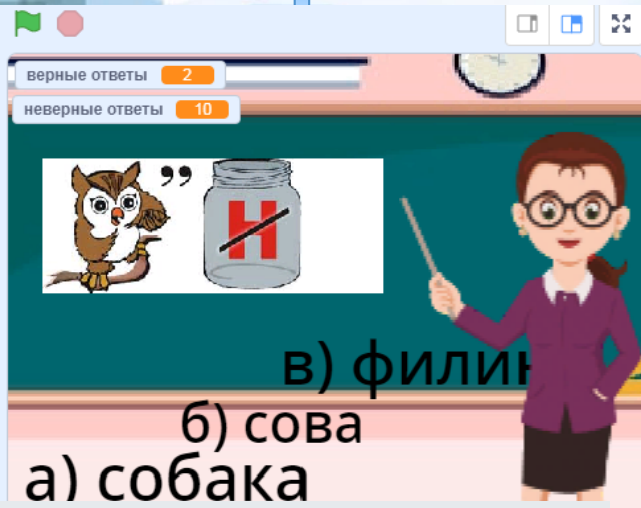 верные ответы 2
неверные ответы 10
,, Н
в) филин
б) сова
а) собака